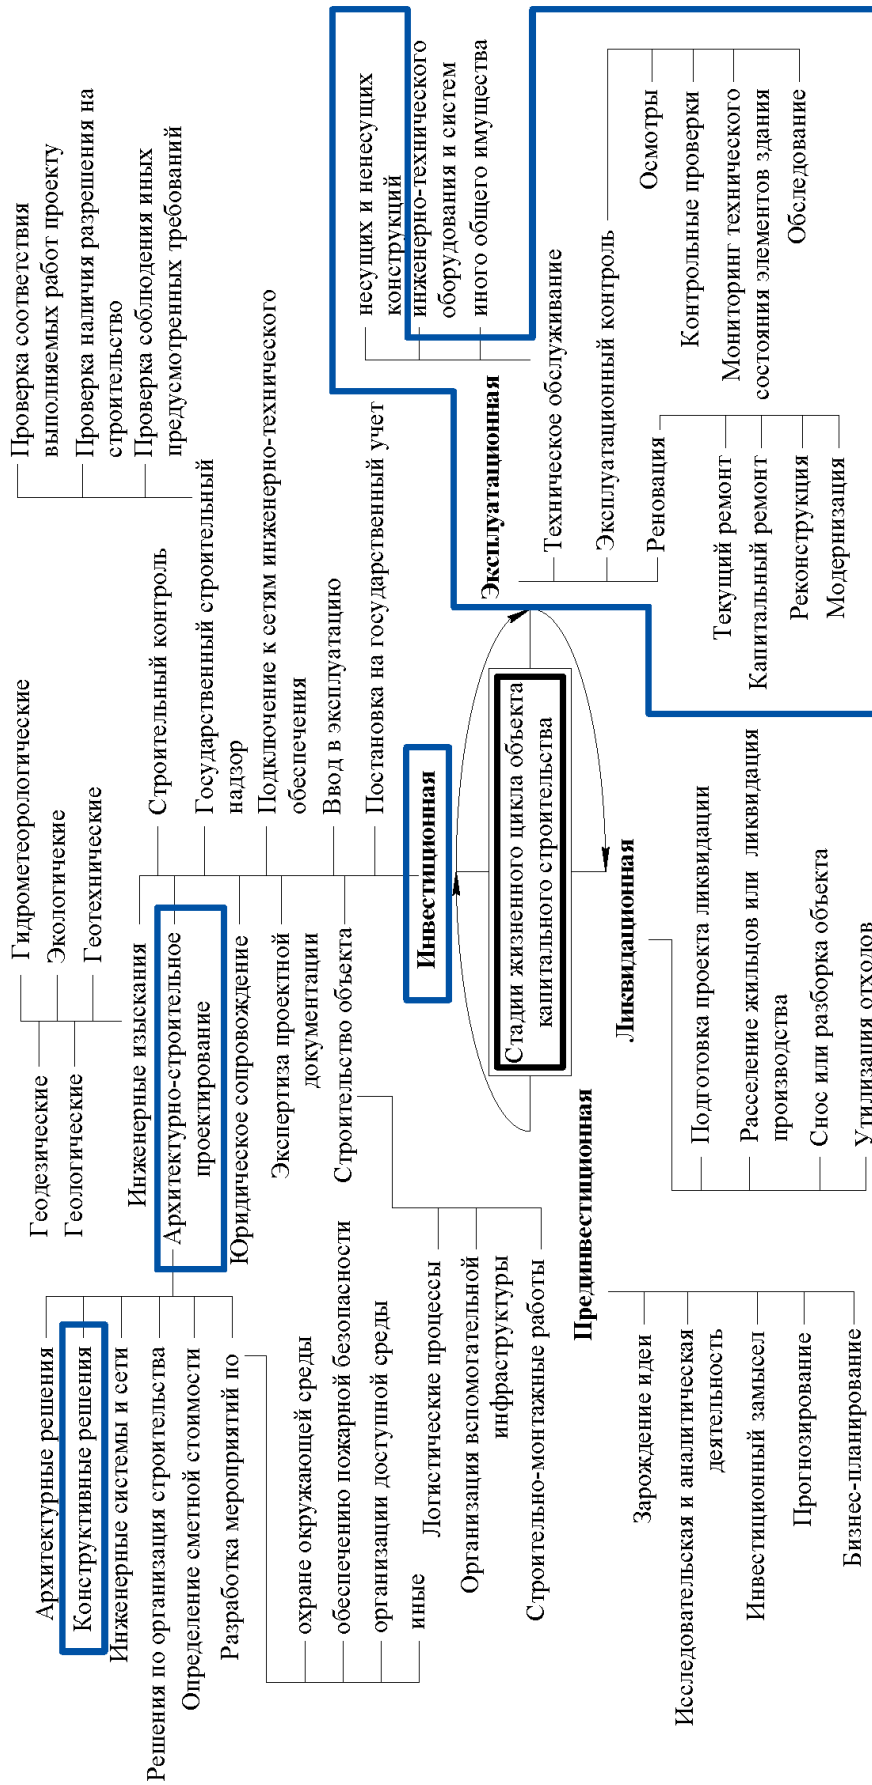 Архитектурные решения
Конструктивные решения
Инженерные системы и сети
Решения по организация строительства
Определение сметной стоимости
Разработка мероприятий по
охране окружающей среды
обеспечению пожарной безопасности
организации доступной среды
иные
Геодезические
Геологические
Гидрометеорологические
Экологичекие
Геотехнические
Инженерные изыскания
Архитектурно-строительное
проектирование
Юридическое сопровождение
Экспертиза проектной
документации
Строительство объекта
Логистические процессы
Организация вспомогательной
инфраструктуры
Строительно-монтажные работы
Строительный контроль
Государственный строительный
надзор
Подключение к сетям инженерно-технического
обеспечения
Ввод в эксплуатацию
Постановка на государственный учет
Проверка соответствия
выполняемых работ проекту
Проверка наличия разрешения на
строительство
Проверка соблюдения иных
предусмотренных требований
Инвестиционная
Стадии жизненного цикла объекта
капитального строительства
Прединвестиционная
Зарождение идеи
Исследовательская и аналитическая
деятельность
Инвестиционный замысел
Прогнозирование
Бизнес-планирование
Ликвидационная
Подготовка проекта ликвидации
Расселение жильцов или ликвидация
производства
Снос или разборка объекта
Утилизация отходов
Эксплуатационная
Техническое обслуживание
несущих и ненесущих
конструкций
инженерно-технического
оборудования и систем
иного общего имущества
Эксплуатационный контроль
Осмотры
Контрольные проверки
Мониторинг технического
состояния элементов здания
Обследование
Реновация
Текущий ремонт
Капитальный ремонт
Реконструкция
Модернизация